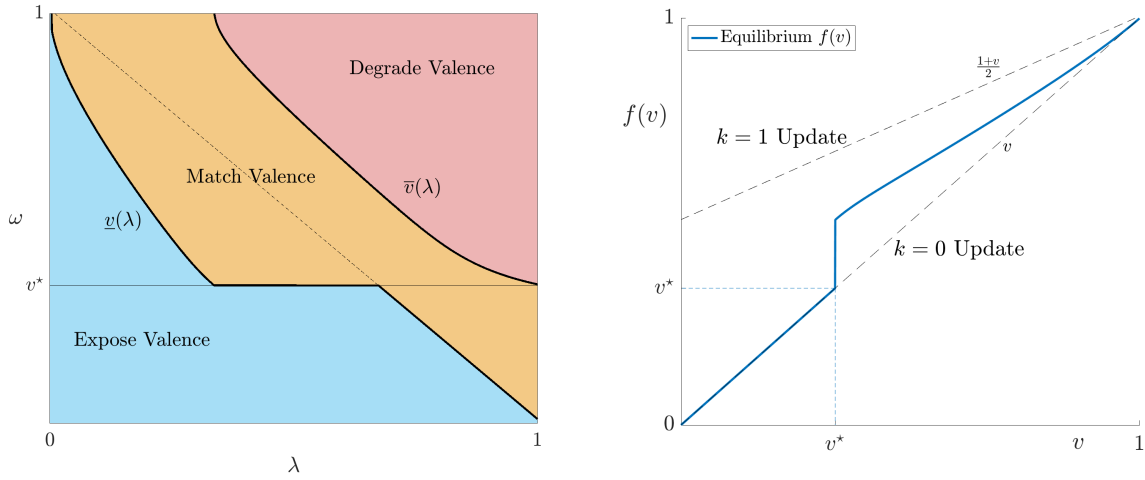 1
Degrade Valence
Match Valence
v̅(λ)
v̲(λ)
ω
v⋆
Expose Valence
0
1
λ
1
Equilibrium f(v)
1+v
2
f(v)
k = 1 Update
v
k = 0 Update
v⋆
0
v⋆
v
1